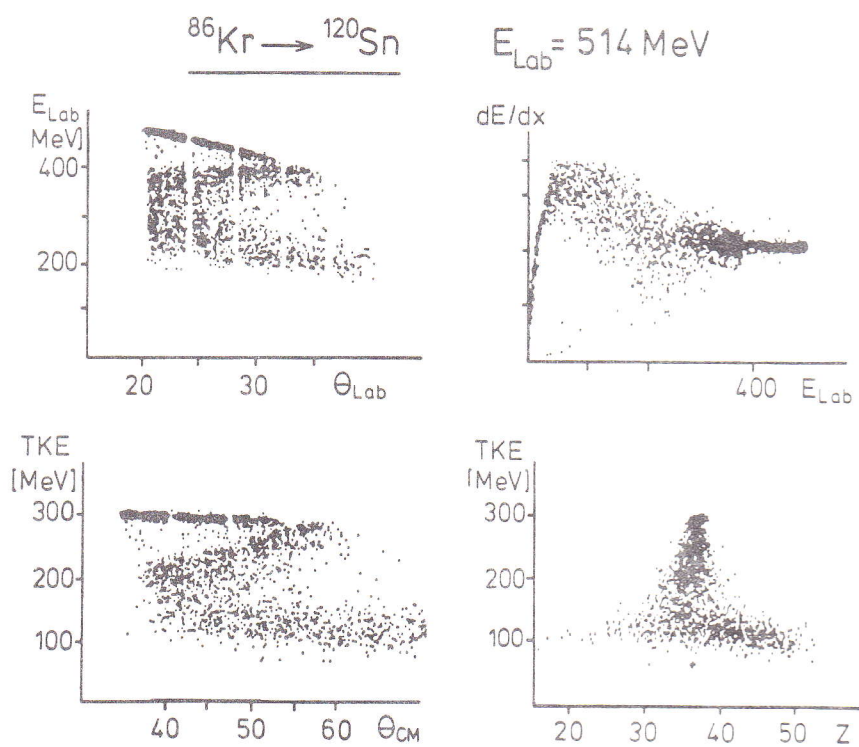 ⁸⁶Kr → ¹²⁰Sn
E_Lab = 514 MeV
E_Lab
MeV]
400
200
20 30 θ_Lab
dE/dx
400 E_Lab
TKE
[MeV]
300
200
100
40 50 60 θ_CM
TKE
[MeV]
300
200
100
20 30 40 50 Z